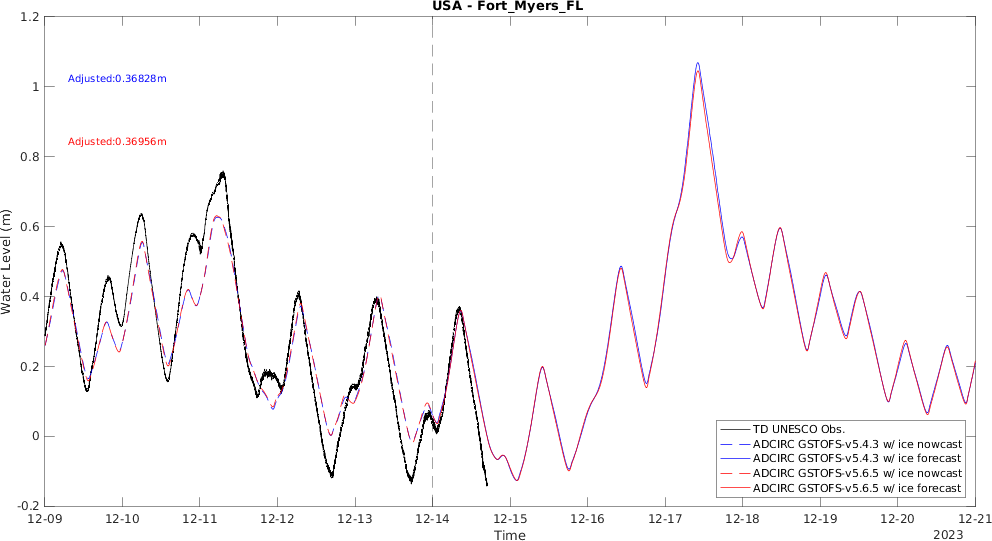 USA - Fort_Myers_FL
1.2
1
0.8
0.6
0.4
0.2
0
-0.2
Water Level (m)
Adjusted:0.36828m
Adjusted:0.36956m
TD UNESCO Obs.
ADCIRC GSTOFS-v5.4.3 w/ ice nowcast
ADCIRC GSTOFS-v5.4.3 w/ ice forecast
ADCIRC GSTOFS-v5.6.5 w/ ice nowcast
ADCIRC GSTOFS-v5.6.5 w/ ice forecast
12-09 12-10 12-11 12-12 12-13 12-14 12-15 12-16 12-17 12-18 12-19 12-20 12-21
Time
2023